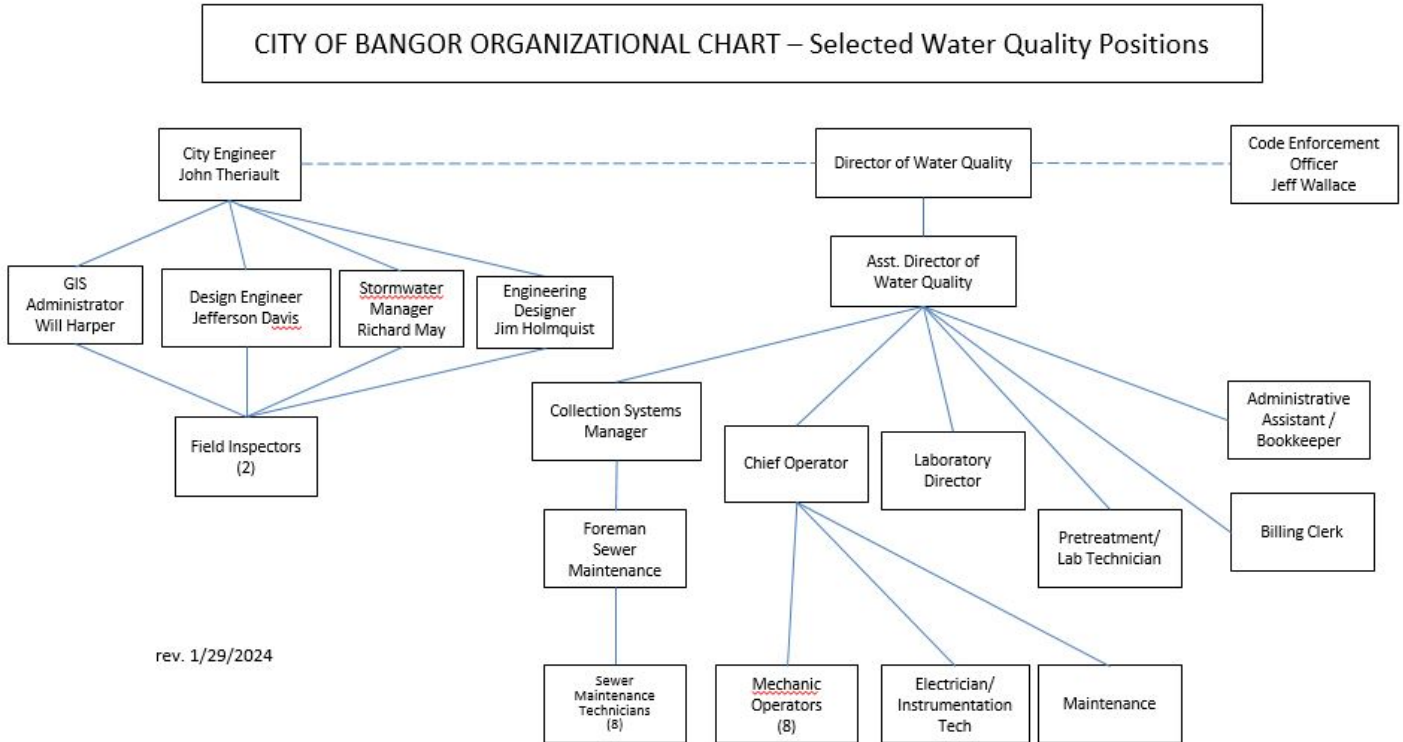 CITY OF BANGOR ORGANIZATIONAL CHART – Selected Water Quality Positions
City Engineer
John Theriault
Director of Water Quality
Code Enforcement
Officer
Jeff Wallace
Asst. Director of
Water Quality
GIS
Administrator
Will Harper
Design Engineer
Jefferson Davis
Stormwater
Manager
Richard May
Engineering
Designer
Jim Holmquist
Field Inspectors
(2)
Collection Systems
Manager
Chief Operator
Laboratory
Director
Pretreatment/
Lab Technician
Administrative
Assistant /
Bookkeeper
Billing Clerk
Foreman
Sewer
Maintenance
Sewer
Maintenance
Technicians
(8)
Mechanic
Operators
(8)
Electrician/
Instrumentation
Tech
Maintenance
rev. 1/29/2024